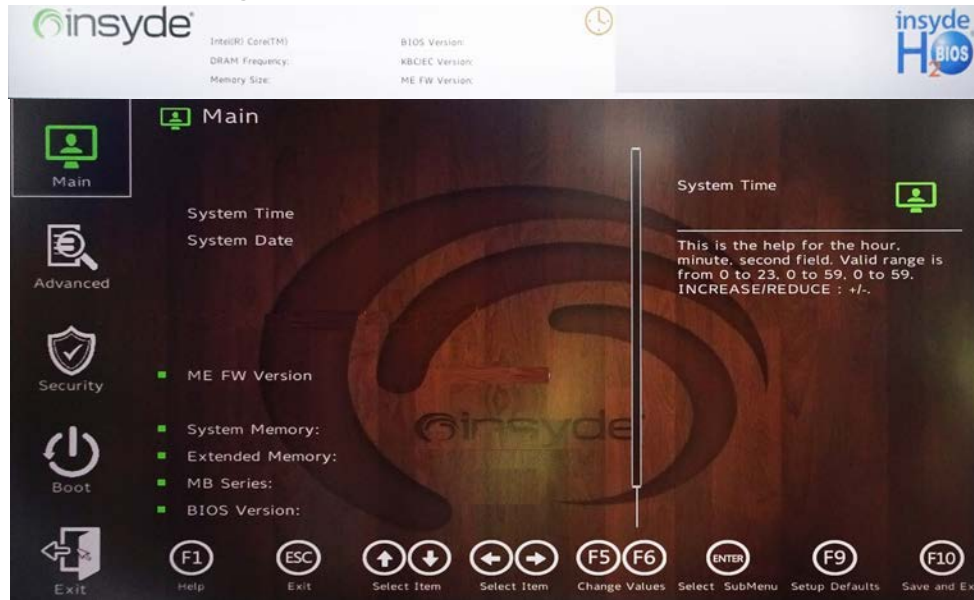 insyde
insyde
H2O BIOS
Intel(R) Core(TM)
BIOS Version:
DRAM Frequency:
KBC/EC Version:
Memory Size:
ME FW Version:
Main
Main
System Time
System Date
ME FW Version
System Memory:
Extended Memory:
MB Series:
BIOS Version:
insyde
System Time
This is the help for the hour,
minute, second field. Valid range is
from 0 to 23, 0 to 59, 0 to 59.
INCREASE/REDUCE : +/-.
Advanced
Security
Boot
Exit
F1
Help
ESC
Exit
Select Item
Select Item
F5 F6
Change Values
ENTER
Select SubMenu
F9
Setup Defaults
F10
Save and Ex